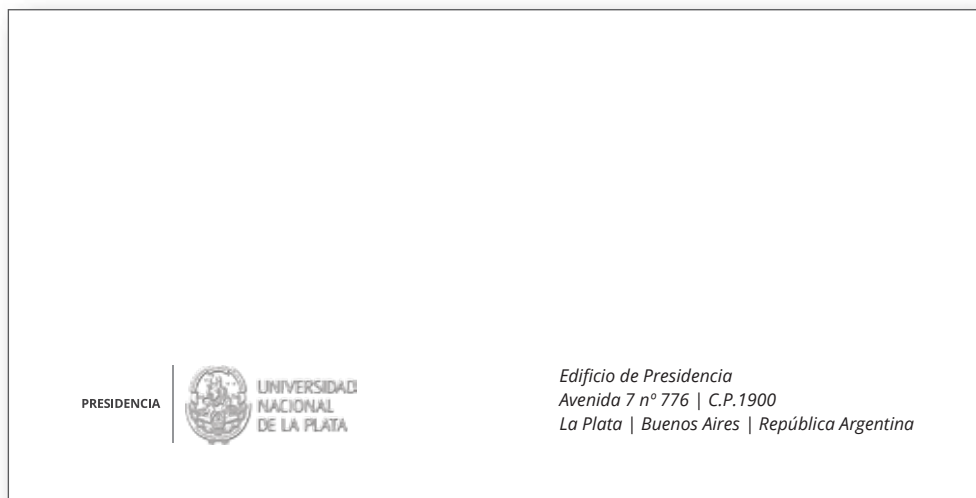 PRESIDENCIA
UNIVERSIDAD
NACIONAL
DE LA PLATA
Edificio de Presidencia
Avenida 7 nº 776 | C.P.1900
La Plata | Buenos Aires | República Argentina